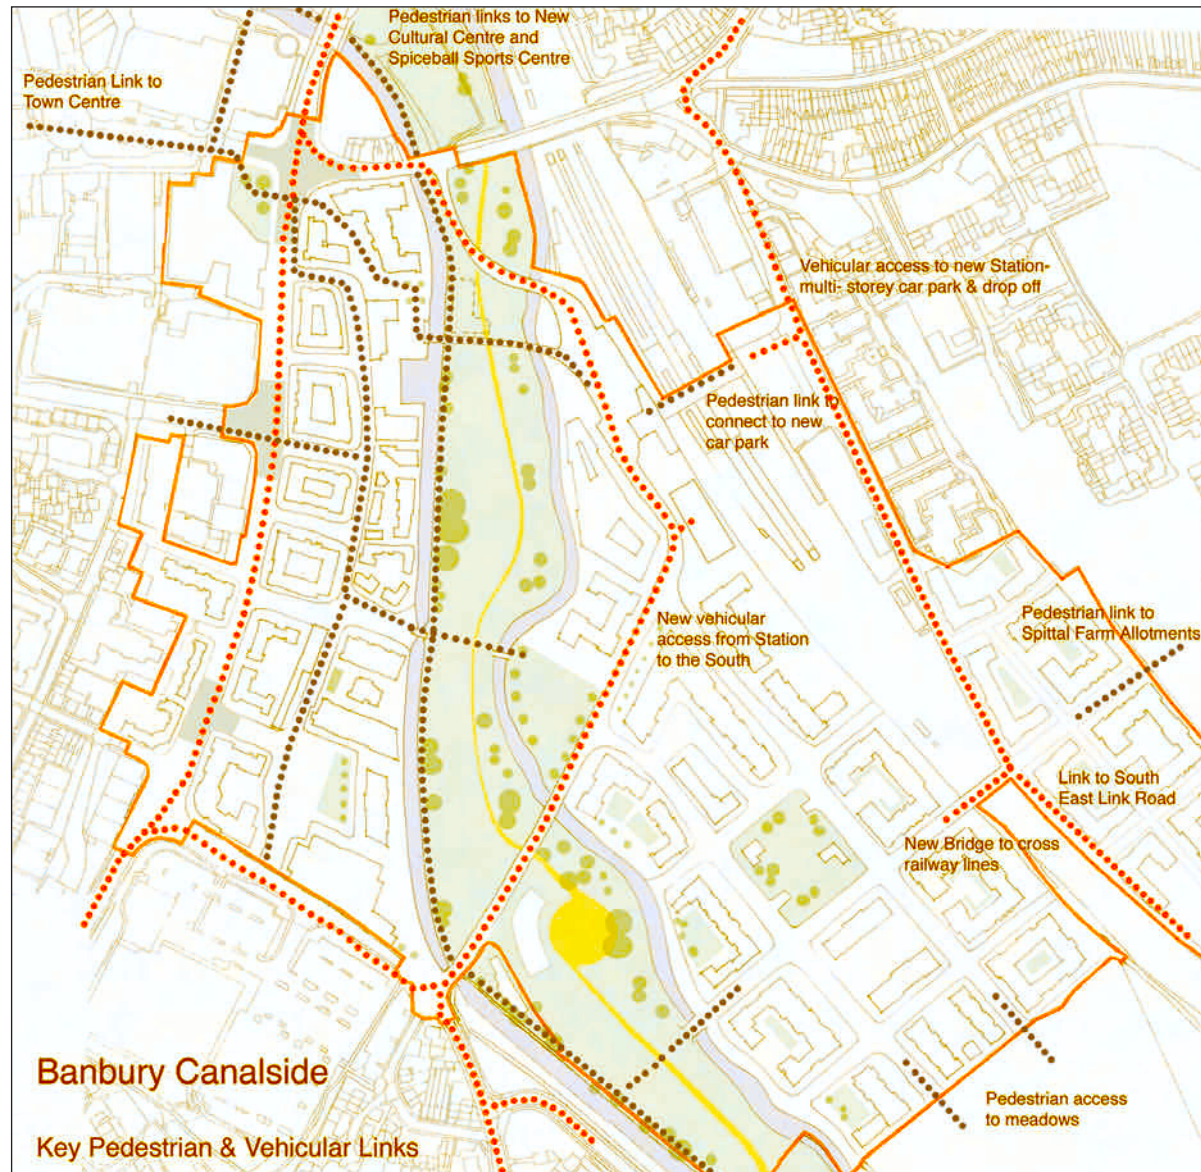 Pedestrian links to New
Cultural Centre and
Spiceball Sports Centre
Pedestrian Link to
Town Centre
Vehicular access to new Station-
multi- storey car park & drop off
Pedestrian link to
connect to new
car park
New vehicular
access from Station
to the South
Pedestrian link to
Spittal Farm Allotments
Link to South
East Link Road
New Bridge to cross
railway lines
Pedestrian access
to meadows
Banbury Canalside
Key Pedestrian & Vehicular Links